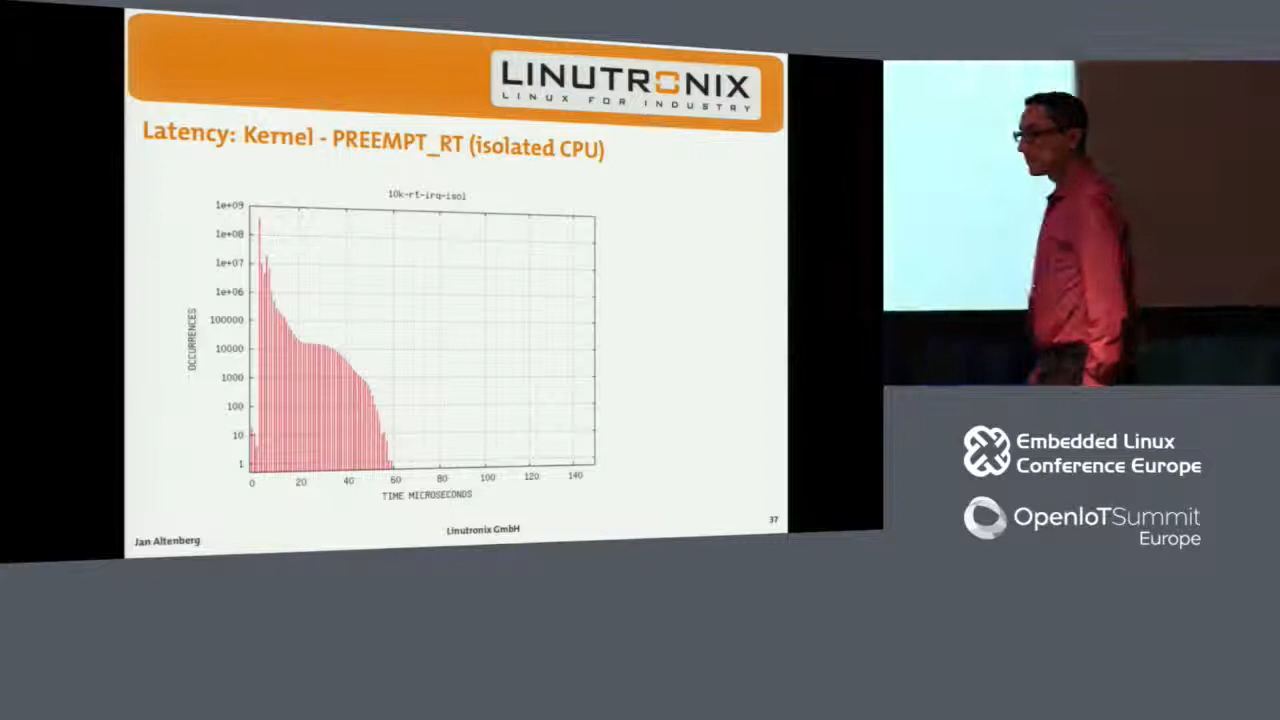 LINUTRONIX
LINUX FOR INDUSTRY
Latency: Kernel - PREEMPT_RT (isolated CPU)
10k-rt-irq-isol
1e+09
1e+08
1e+07
1e+06
100000
10000
1000
100
10
1
OCCURRENCES
0 20 40 60 80 100 120 140
TIME MICROSECONDS
Jan Altenberg
Linutronix GmbH
37
Embedded Linux
Conference Europe
OpenIoTSummit
Europe